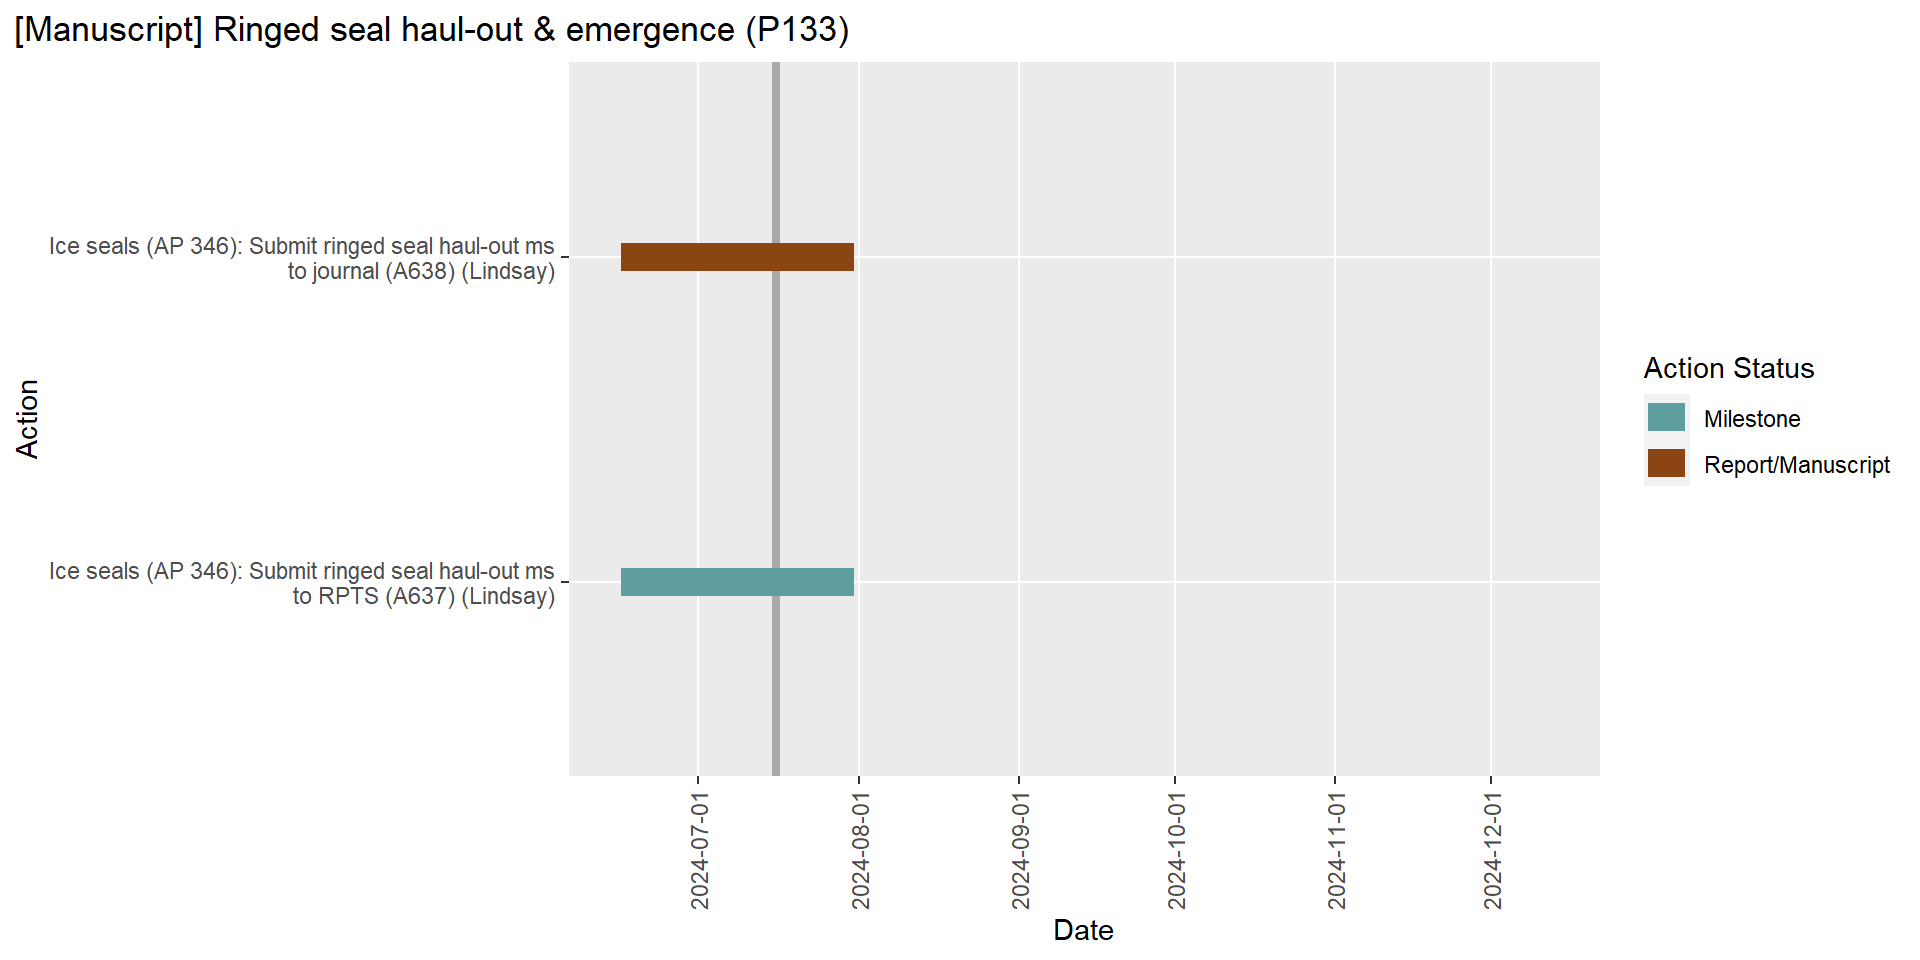 [Manuscript] Ringed seal haul-out & emergence (P133)
Ice seals (AP 346): Submit ringed seal haul-out ms
to journal (A638) (Lindsay)
Ice seals (AP 346): Submit ringed seal haul-out ms
to RPTS (A637) (Lindsay)
Action
2024-07-01
2024-08-01
2024-09-01
2024-10-01
2024-11-01
2024-12-01
Date
Action Status
Milestone
Report/Manuscript